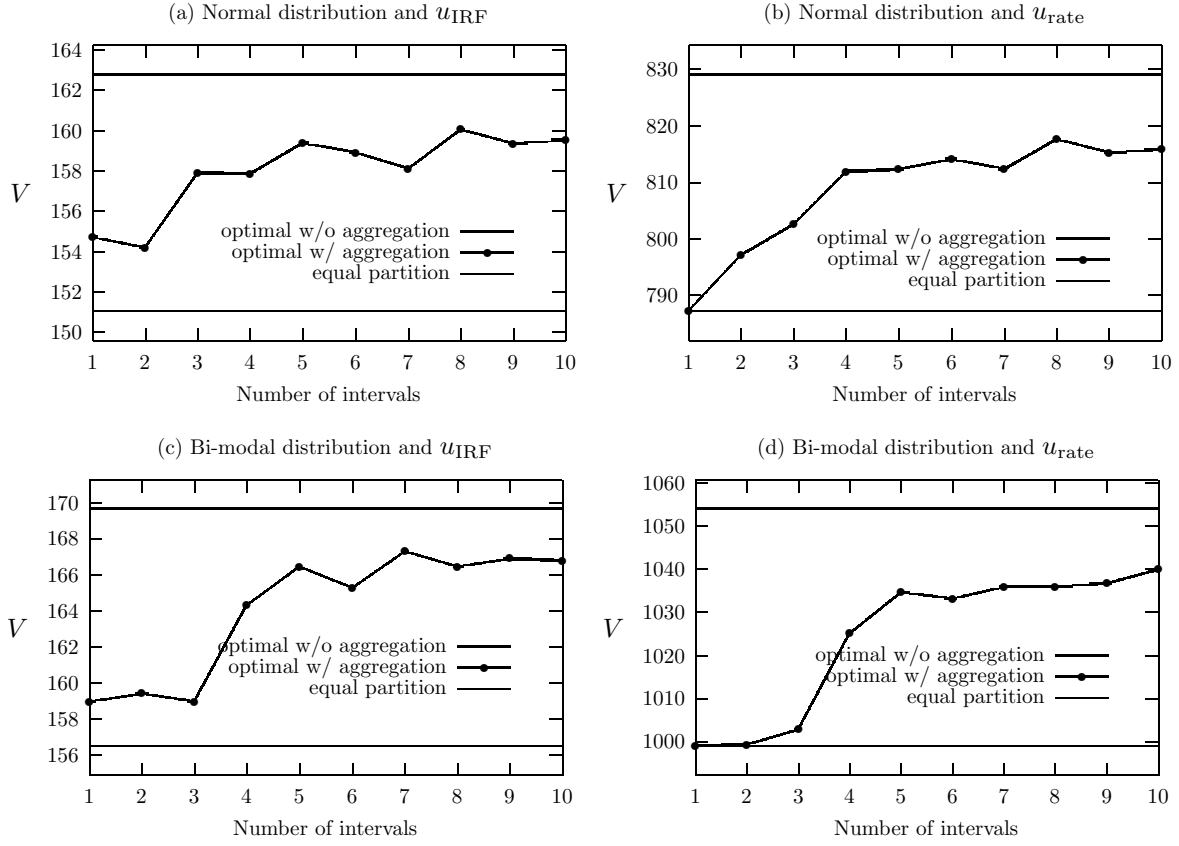 (a) Normal distribution and u_IRF
164
162
160
158
156
154
152
150
V
optimal w/o aggregation
optimal w/ aggregation
equal partition
1 2 3 4 5 6 7 8 9 10
Number of intervals
(b) Normal distribution and u_rate
830
820
810
800
790
V
optimal w/o aggregation
optimal w/ aggregation
equal partition
1 2 3 4 5 6 7 8 9 10
Number of intervals
(c) Bi-modal distribution and u_IRF
170
168
166
164
162
160
158
156
V
optimal w/o aggregation
optimal w/ aggregation
equal partition
1 2 3 4 5 6 7 8 9 10
Number of intervals
(d) Bi-modal distribution and u_rate
1060
1050
1040
1030
1020
1010
1000
V
optimal w/o aggregation
optimal w/ aggregation
equal partition
1 2 3 4 5 6 7 8 9 10
Number of intervals